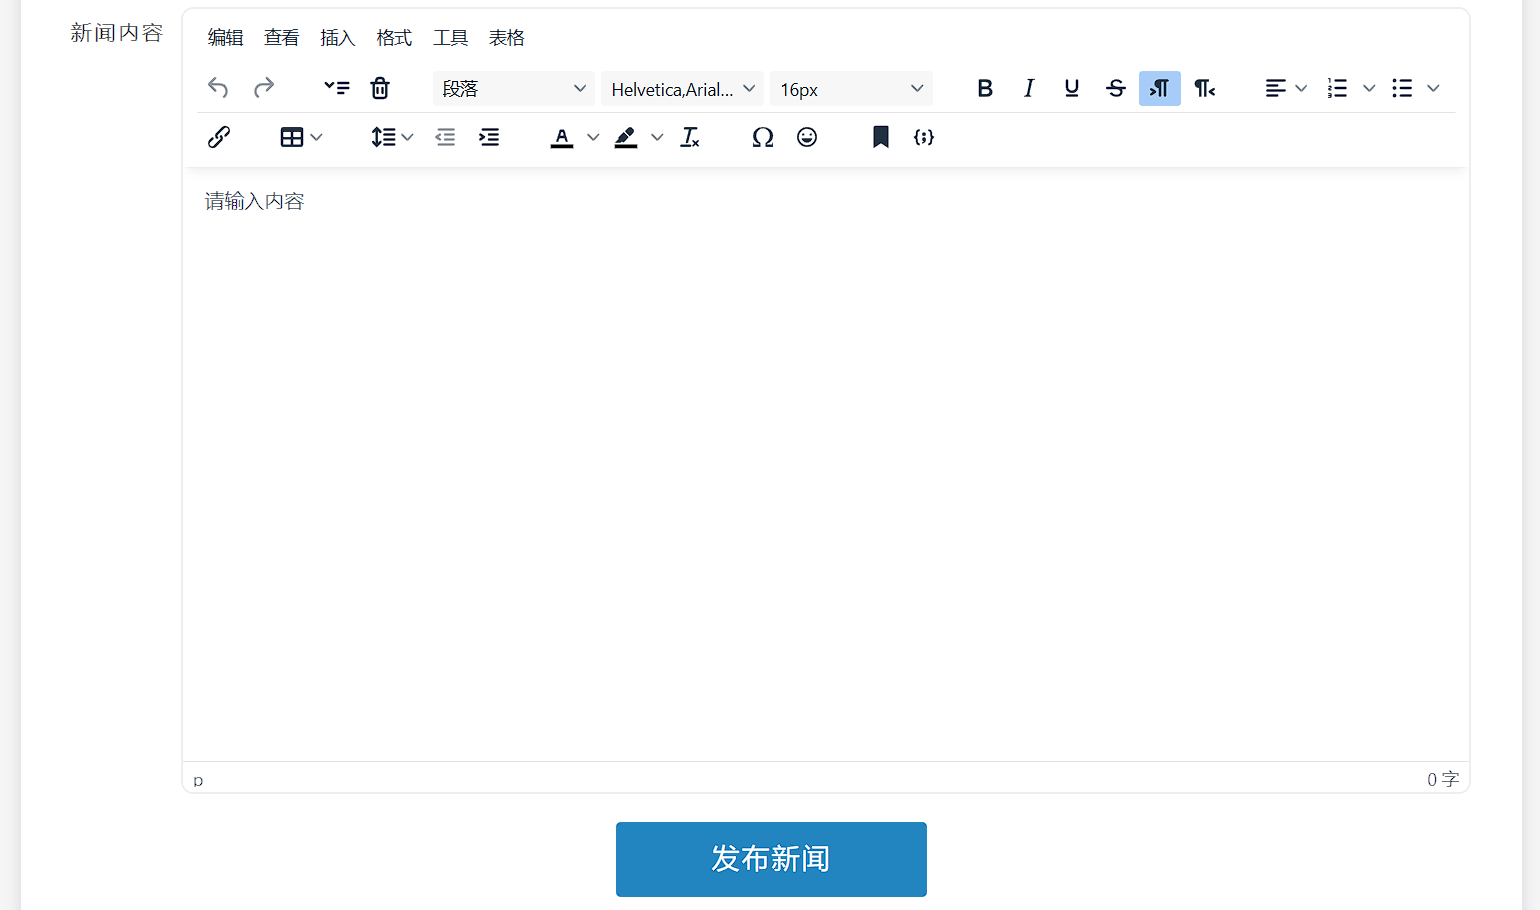 新闻内容
编辑 查看 插入 格式 工具 表格
段落 Helvetica,Arial... 16px
请输入内容
p 0 字
发布新闻